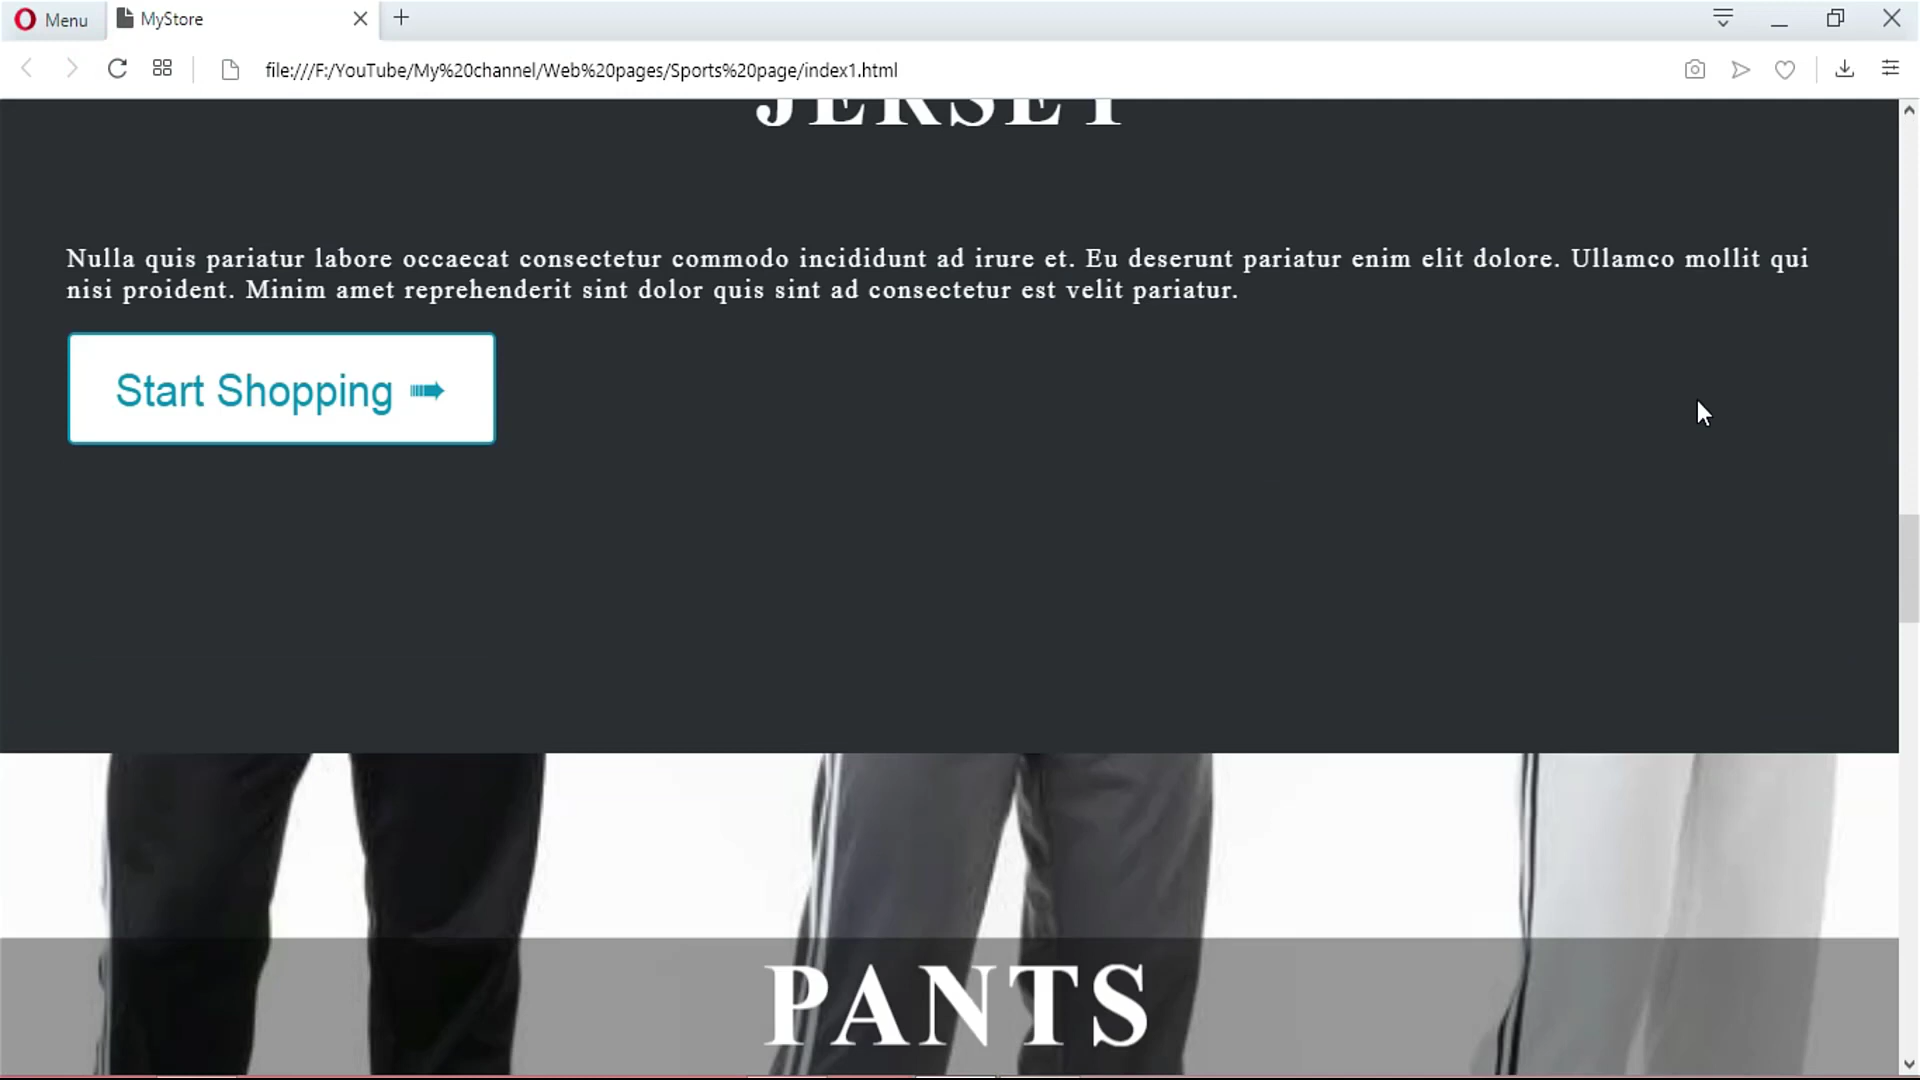 Menu
MyStore
file:///F:/YouTube/My%20channel/Web%20pages/Sports%20page/index1.html
JERSEY
Nulla quis pariatur labore occaecat consectetur commodo incididunt ad irure et. Eu deserunt pariatur enim elit dolore. Ullamco mollit qui
nisi proident. Minim amet reprehenderit sint dolor quis sint ad consectetur est velit pariatur.
Start Shopping ➠
PANTS